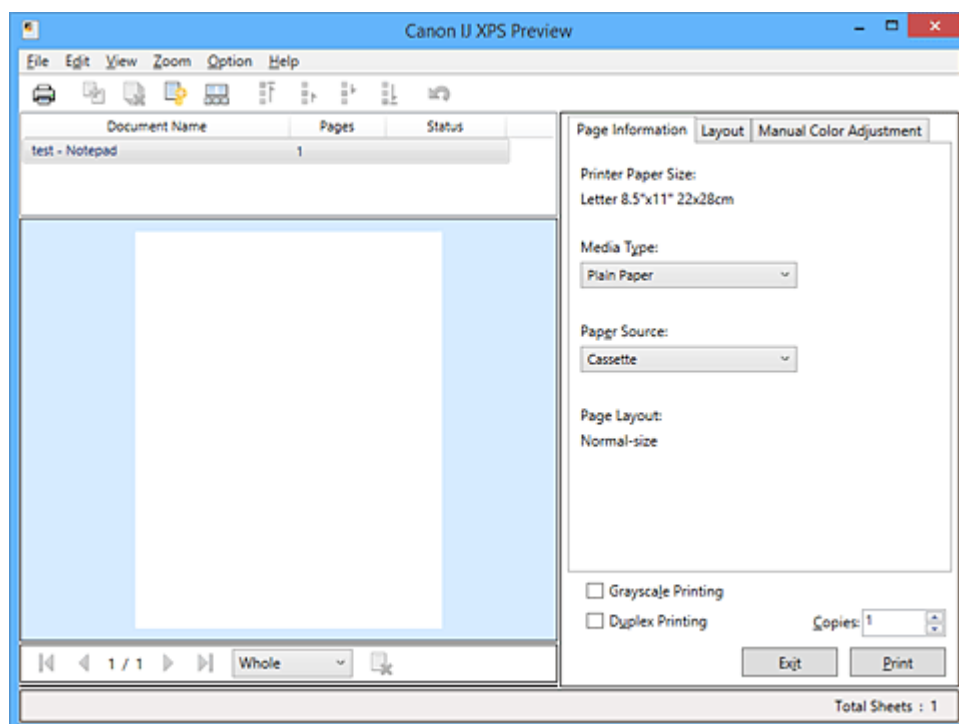 Canon IJ XPS Preview
File Edit View Zoom Option Help
Document Name Pages Status
test - Notepad 1
Page Information Layout Manual Color Adjustment
Printer Paper Size:
Letter 8.5"x11" 22x28cm
Media Type:
Plain Paper
Paper Source:
Cassette
Page Layout:
Normal-size
Grayscale Printing
Duplex Printing Copies: 1
1 / 1 Whole
Exit Print
Total Sheets : 1